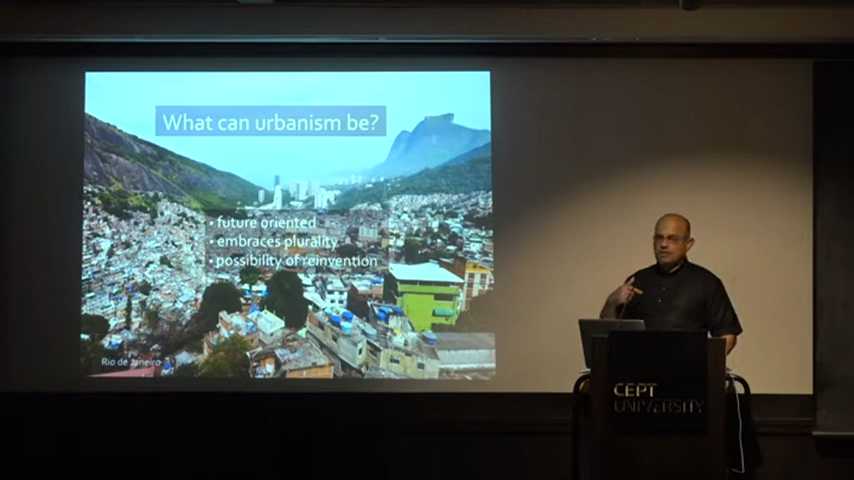 What can urbanism be?
• future oriented
• embraces plurality
• possibility of reinvention
Rio de Janeiro
CEPT
UNIVERSITY